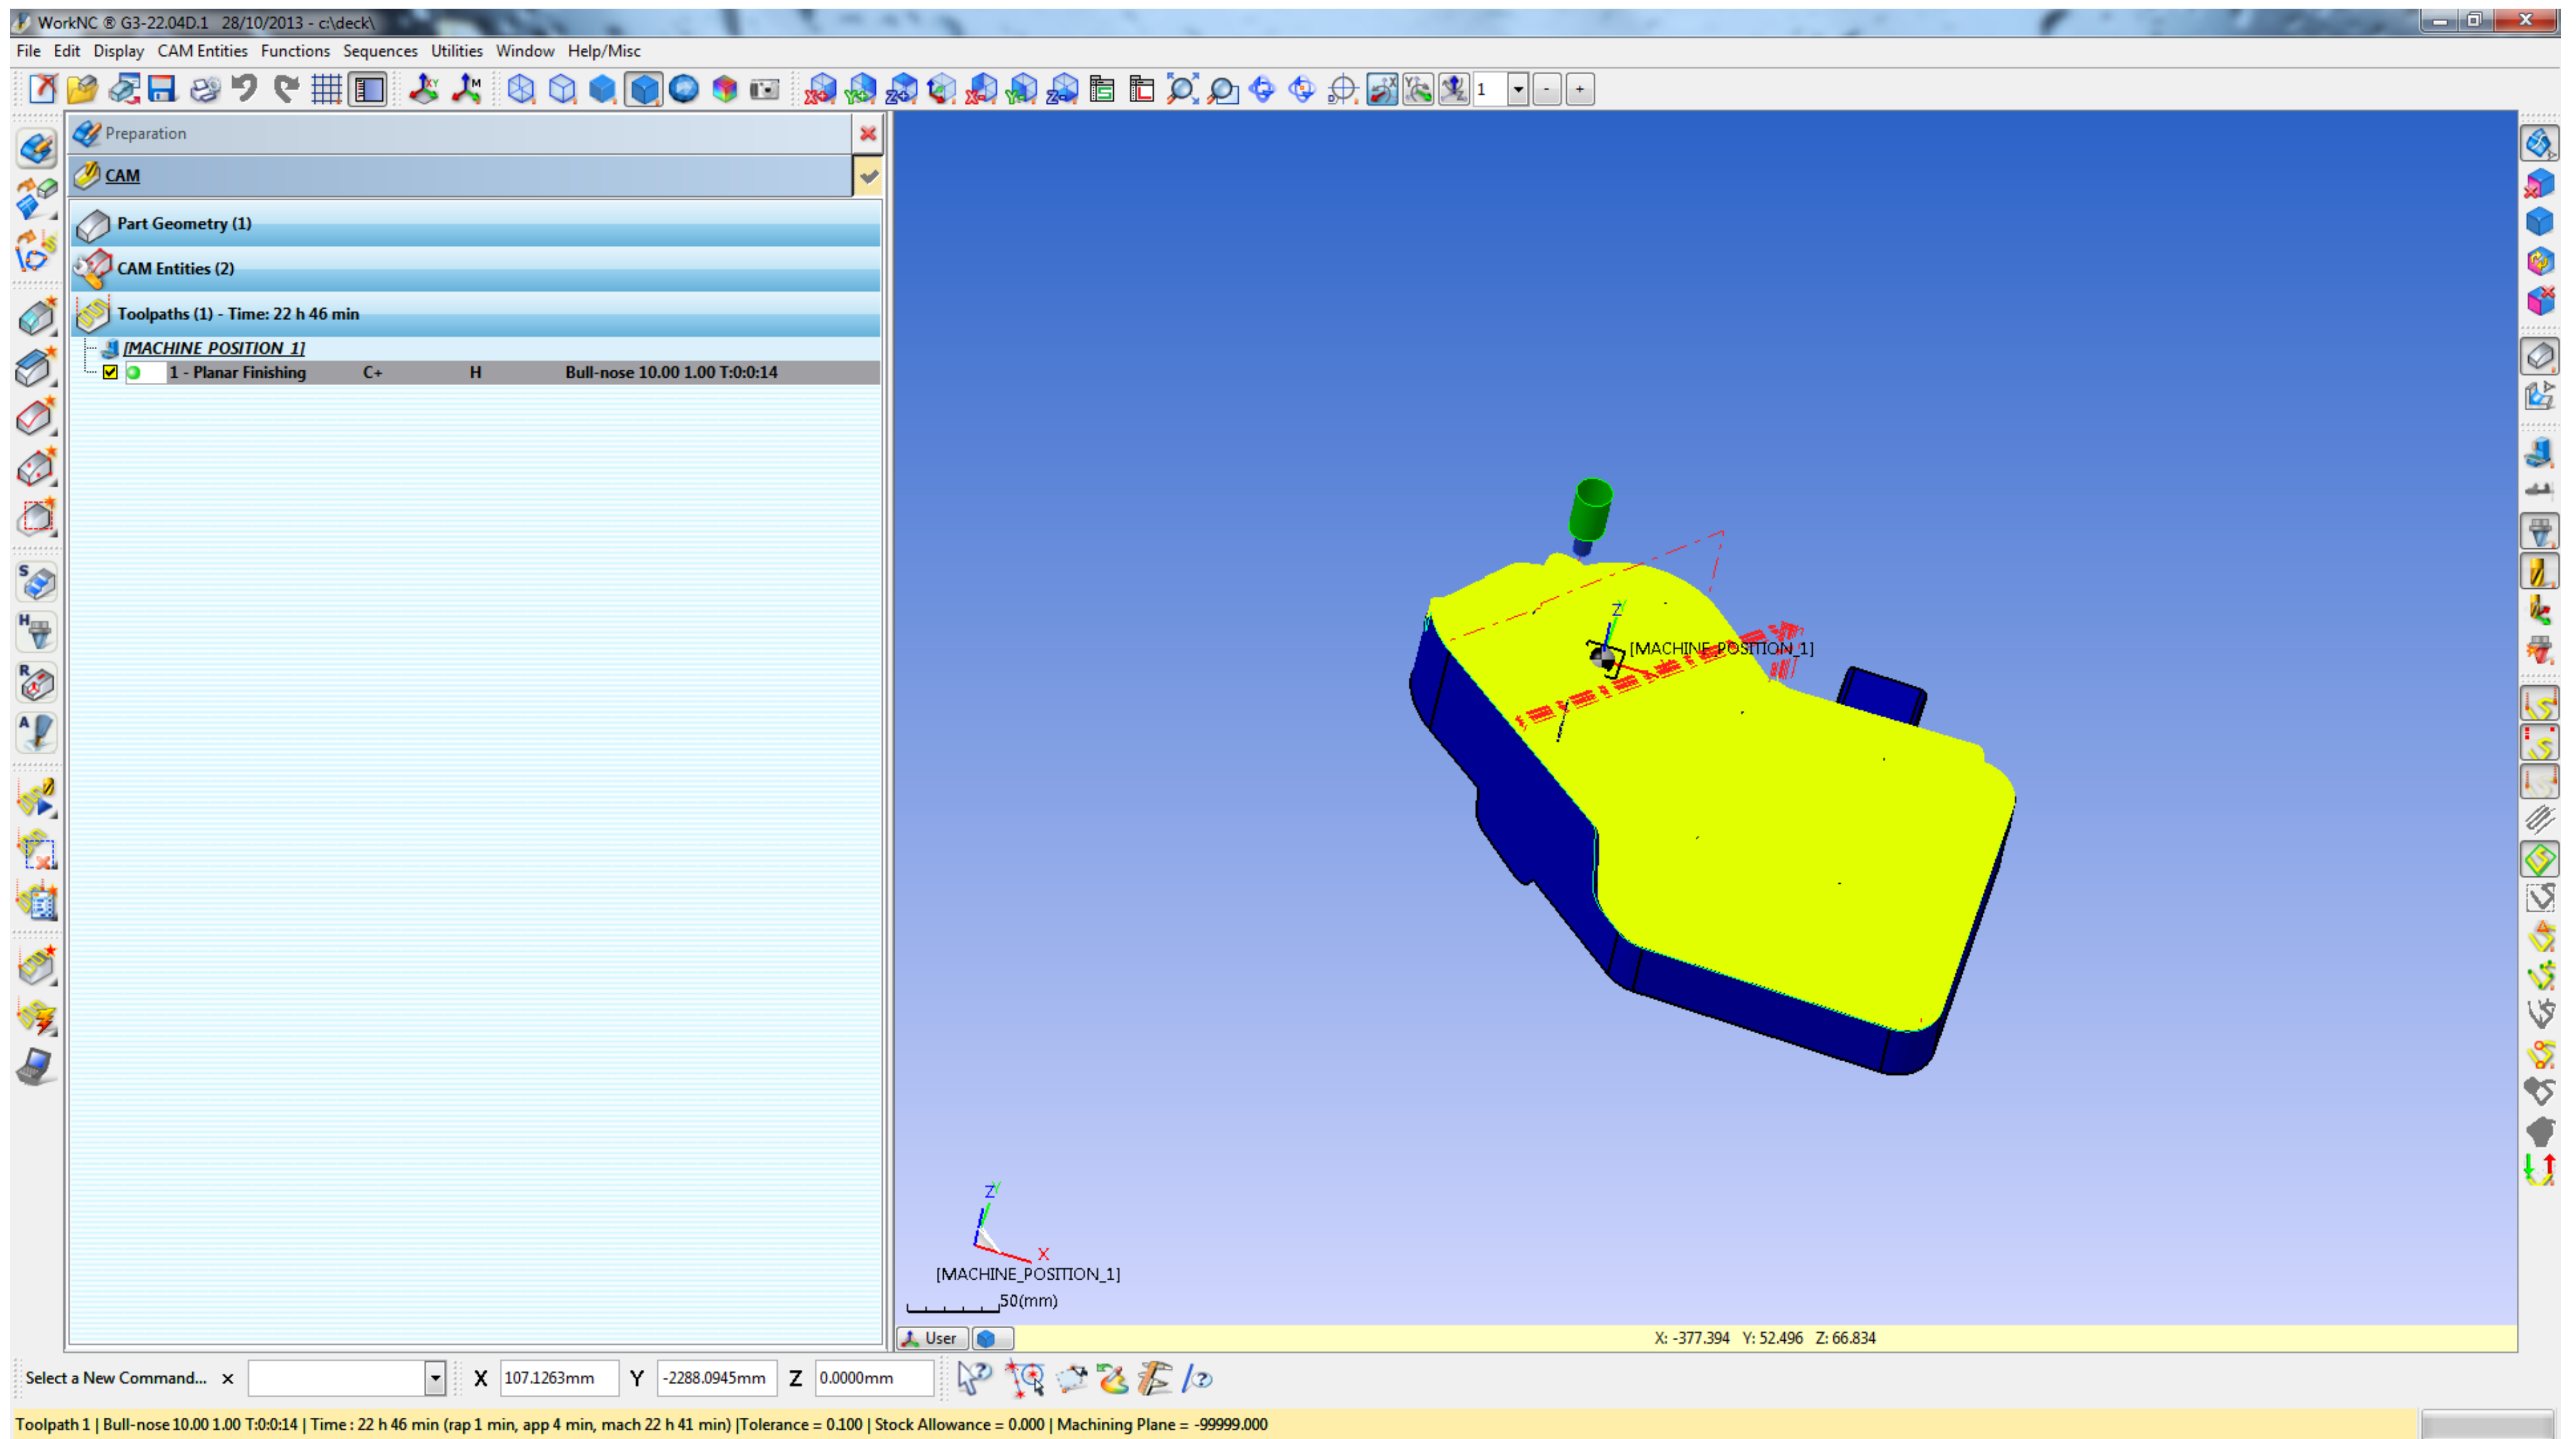 WorkNC ® G3-22.04D.1 28/10/2013 - c:\deck\
File Edit Display CAM Entities Functions Sequences Utilities Window Help/Misc
1
Preparation
CAM
Part Geometry (1)
CAM Entities (2)
Toolpaths (1) - Time: 22 h 46 min
[MACHINE POSITION 1]
1 - Planar Finishing C+ H Bull-nose 10.00 1.00 T:0:0:14
S
H
R
A
Z
[MACHINE_POSITION_1]
Z Y
X
[MACHINE_POSITION_1]
50(mm)
User
X: -377.394 Y: 52.496 Z: 66.834
Select a New Command... X 107.1263mm Y -2288.0945mm Z 0.0000mm
Toolpath 1 | Bull-nose 10.00 1.00 T:0:0:14 | Time : 22 h 46 min (rap 1 min, app 4 min, mach 22 h 41 min) |Tolerance = 0.100 | Stock Allowance = 0.000 | Machining Plane = -99999.000